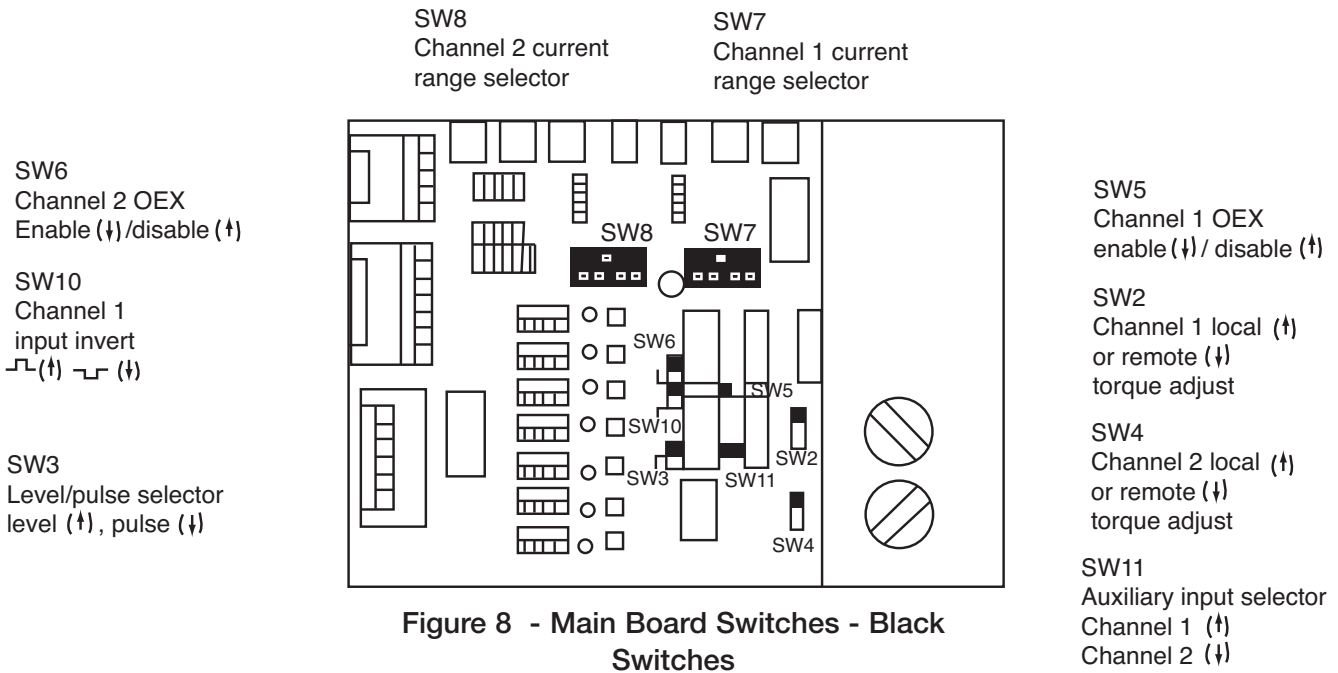 SW8
Channel 2 current
range selector
SW7
Channel 1 current
range selector
SW6
Channel 2 OEX
Enable (↓)/disable (↑)
SW10
Channel 1
input invert
(↑) (↓)
SW3
Level/pulse selector
level (↑), pulse (↓)
SW8
SW7
SW6
SW5
SW10
SW3
SW11
SW2
SW4
SW5
Channel 1 OEX
enable (↓)/ disable (↑)
SW2
Channel 1 local (↑)
or remote (↓)
torque adjust
SW4
Channel 2 local (↑)
or remote (↓)
torque adjust
SW11
Auxiliary input selector
Channel 1 (↑)
Channel 2 (↓)
Figure 8 - Main Board Switches - Black
Switches